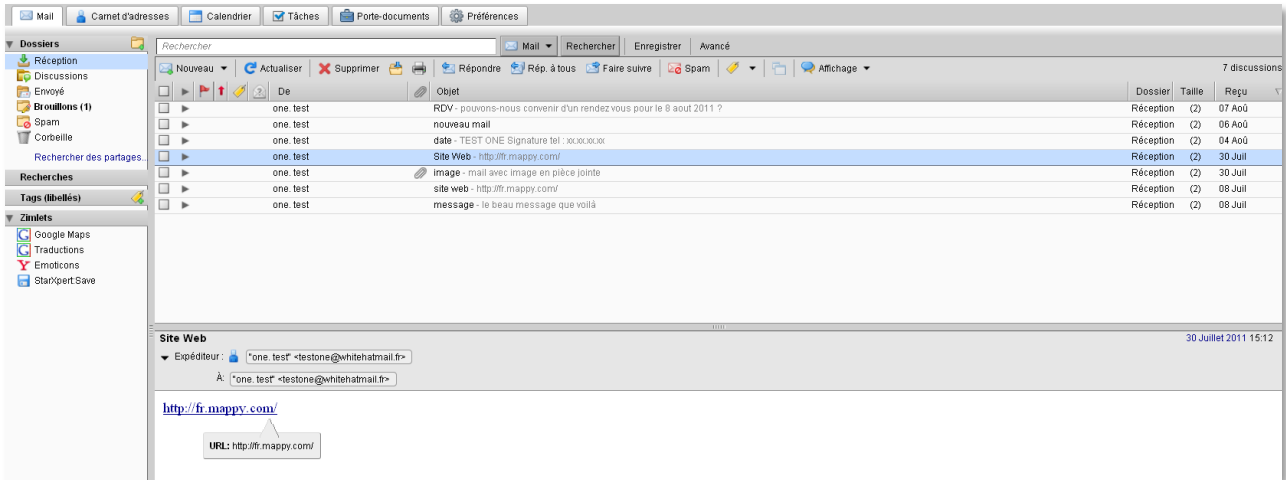 Mail Carnet d'adresses Calendrier Tâches Porte-documents Préférences
Dossiers
Réception
Discussions
Envoyé
Brouillons (1)
Spam
Corbeille
Rechercher des partages...
Recherches
Tags (libellés)
Zimlets
Google Maps
Traductions
Emoticons
StarXpert:Save
Rechercher Mail Rechercher Enregistrer Avancé
Nouveau Actualiser Supprimer Répondre Rép. à tous Faire suivre Spam Affichage 7 discussions
De Objet Dossier Taille Reçu
one. test RDV - pouvons-nous convenir d'un rendez vous pour le 8 aout 2011 ? Réception (2) 07 Aoû
one. test nouveau mail Réception (2) 06 Aoû
one. test date - TEST ONE Signature tel : xx.xx.xx.xx Réception (2) 04 Aoû
one. test Site Web - http://fr.mappy.com/ Réception (2) 30 Juil
one. test image - mail avec image en pièce jointe Réception (2) 30 Juil
one. test site web - http://fr.mappy.com/ Réception (2) 08 Juil
one. test message - le beau message que voilà Réception (2) 08 Juil
Site Web 30 Juillet 2011 15:12
Expéditeur : "one. test" <testone@whitehatmail.fr>
À: "one. test" <testone@whitehatmail.fr>
http://fr.mappy.com/
URL: http://fr.mappy.com/